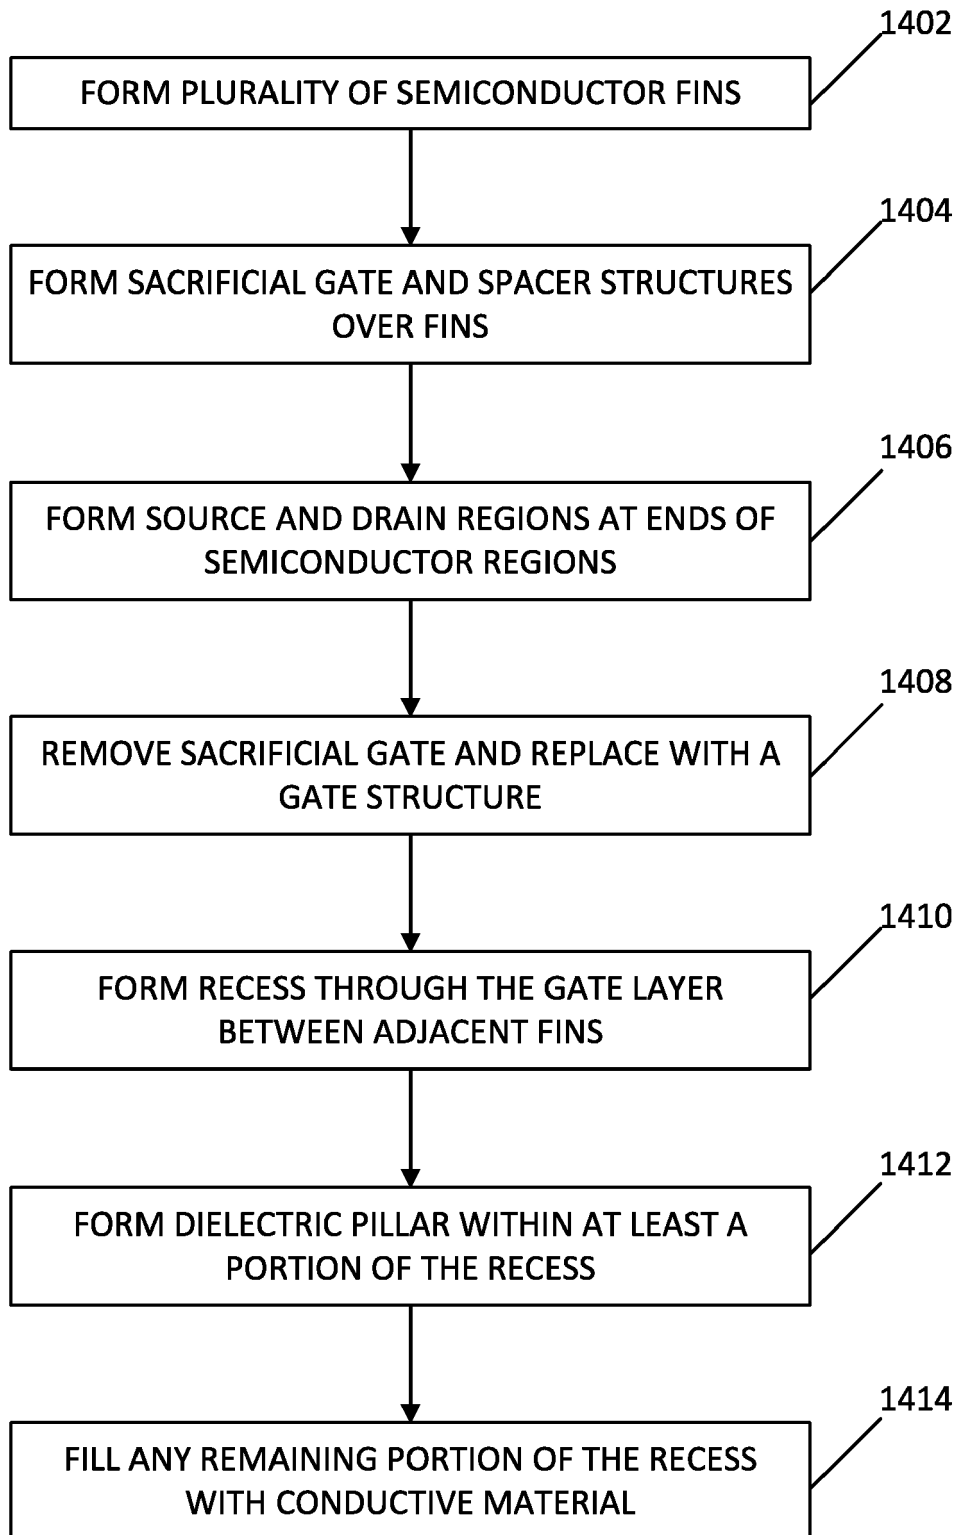 1402
FORM PLURALITY OF SEMICONDUCTOR FINS
1404
FORM SACRIFICIAL GATE AND SPACER STRUCTURES
OVER FINS
1406
FORM SOURCE AND DRAIN REGIONS AT ENDS OF
SEMICONDUCTOR REGIONS
1408
REMOVE SACRIFICIAL GATE AND REPLACE WITH A
GATE STRUCTURE
1410
FORM RECESS THROUGH THE GATE LAYER
BETWEEN ADJACENT FINS
1412
FORM DIELECTRIC PILLAR WITHIN AT LEAST A
PORTION OF THE RECESS
1414
FILL ANY REMAINING PORTION OF THE RECESS
WITH CONDUCTIVE MATERIAL